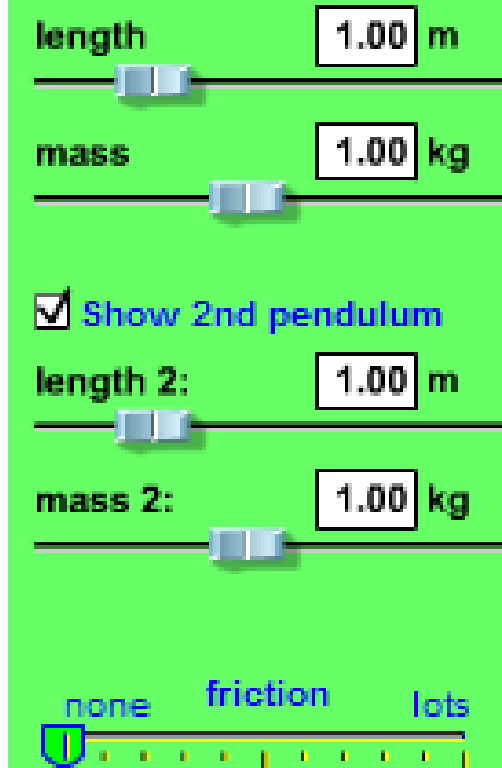 length 1.00 m
mass 1.00 kg
Show 2nd pendulum
length 2: 1.00 m
mass 2: 1.00 kg
friction
none lots